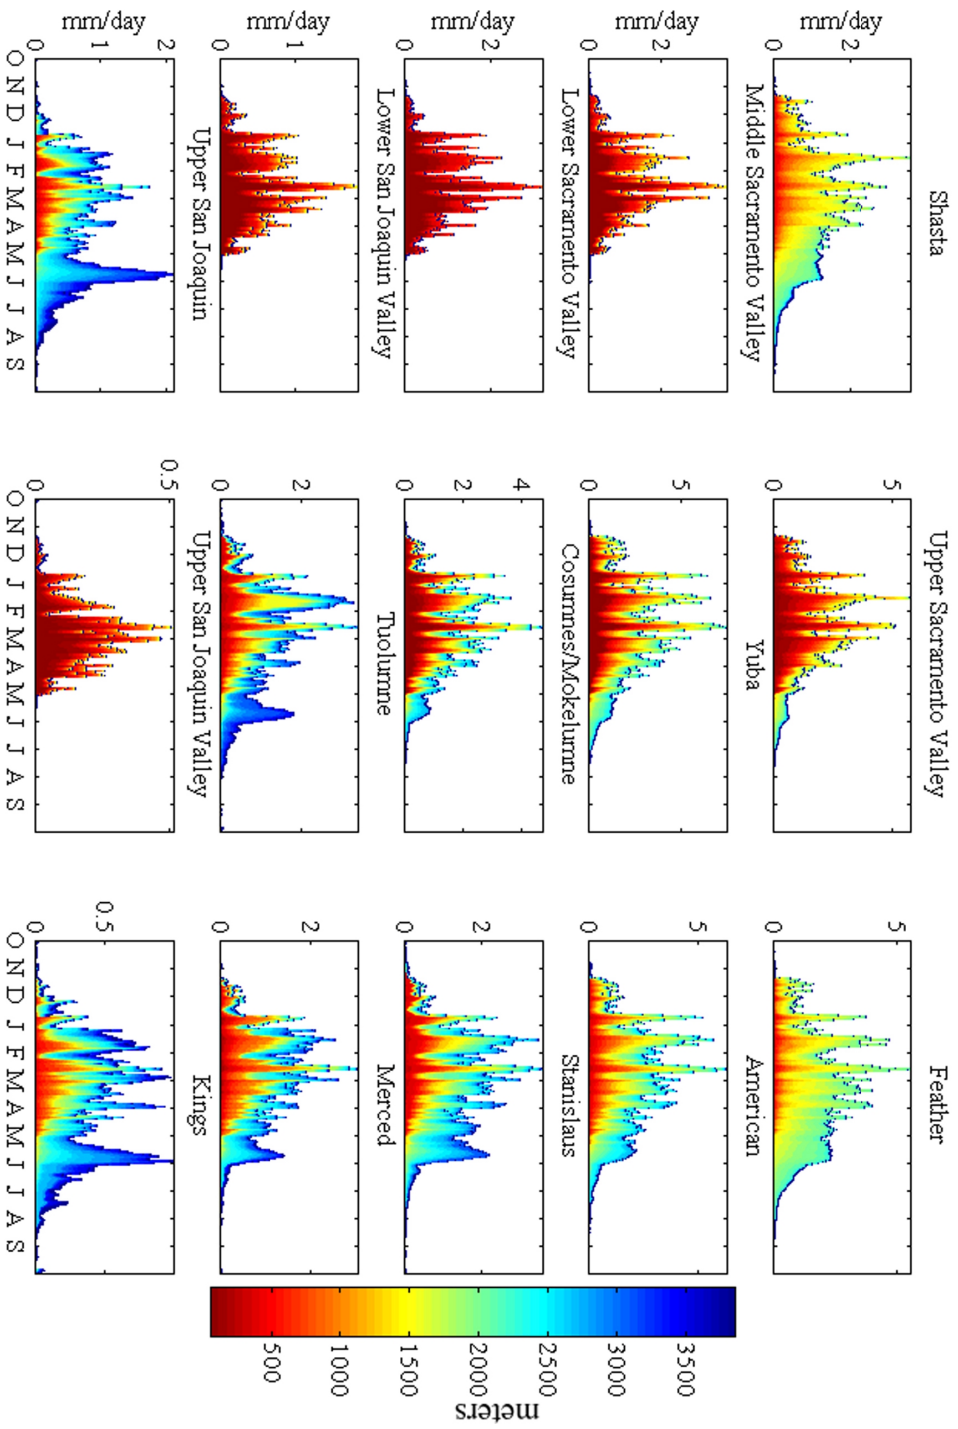 Shasta Upper Sacramento Valley Feather
2 5 5
mm/day
0 0 0
Middle Sacramento Valley Yuba American
2 5 5
mm/day
0 0 0
Lower Sacramento Valley Cosumnes/Mokelumne Stanislaus
4
2 2 2
mm/day
0 0 0
Lower San Joaquin Valley Tuolumne Merced
2 2
1
mm/day
0 0 0
Upper San Joaquin Upper San Joaquin Valley Kings
2 0.5
1 0.5
mm/day
0 0 0
O N D J F M A M J J A S O N D J F M A M J J A S O N D J F M A M J J A S
3500
3000
2500
2000
1500
1000
500
meters